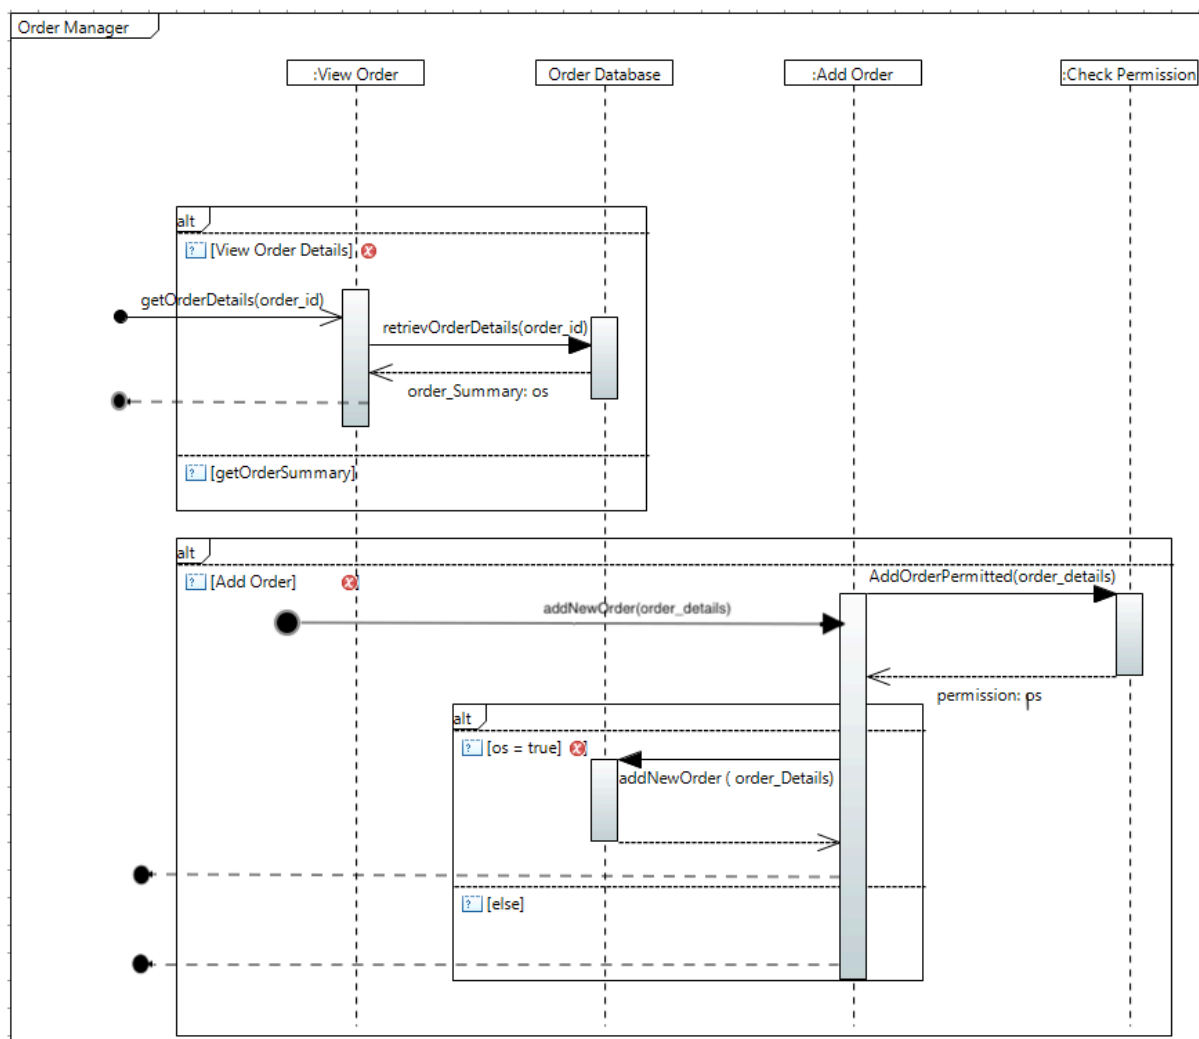 Order Manager
:View Order
Order Database
:Add Order
:Check Permission
alt
[View Order Details]
getOrderDetails(order_id)
retrievOrderDetails(order_id)
order_Summary: os
[getOrderSummary]
alt
[Add Order]
AddOrderPermitted(order_details)
addNewOrder(order_details)
permission: ps
alt
[os = true]
addNewOrder ( order_Details)
[else]